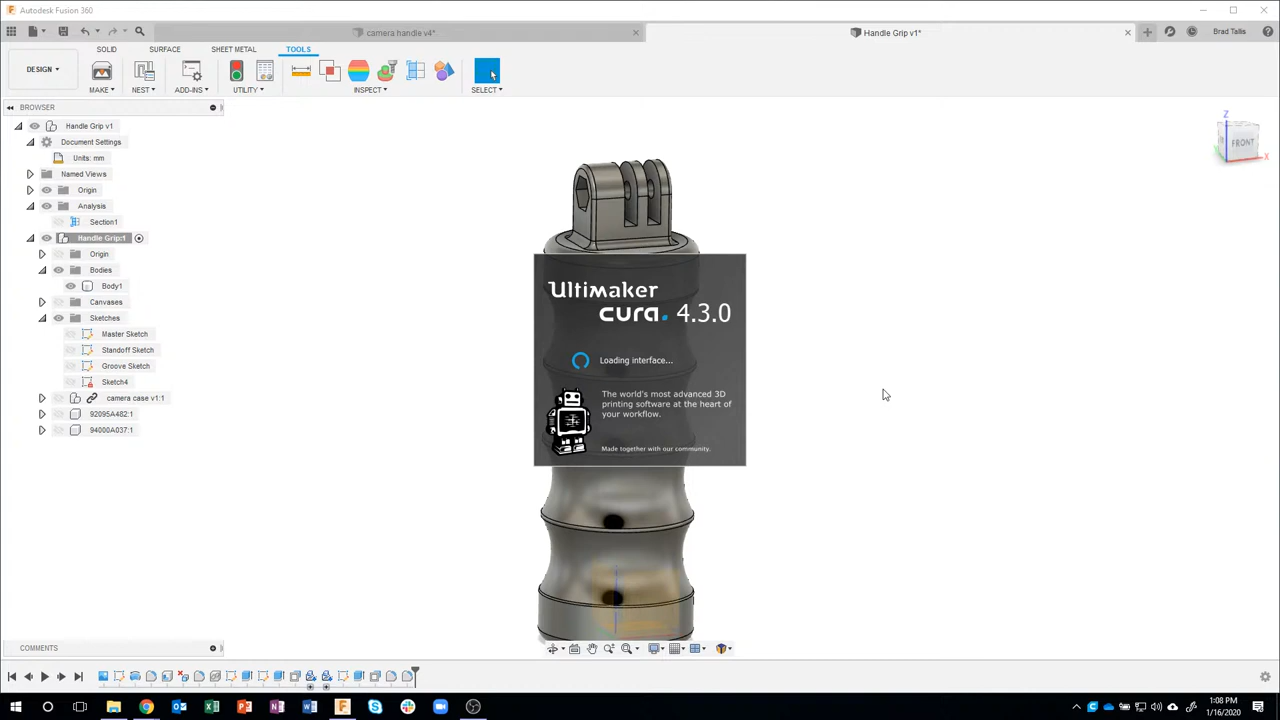 Autodesk Fusion 360
camera handle v4*
Handle Grip v1*
Brad Tallis
DESIGN
SOLID
SURFACE
SHEET METAL
TOOLS
MAKE
NEST
ADD-INS
UTILITY
INSPECT
SELECT
BROWSER
Handle Grip v1
Document Settings
Units: mm
Named Views
Origin
Analysis
Section1
Handle Grip:1
Origin
Bodies
Body1
Canvases
Sketches
Master Sketch
Standoff Sketch
Groove Sketch
Sketch4
camera case v1:1
92095A482:1
94000A037:1
Z
FRONT
X
Ultimaker
cura. 4.3.0
Loading interface...
The world's most advanced 3D
printing software at the heart of
your workflow.
Made together with our community.
COMMENTS
1:08 PM
1/16/2020